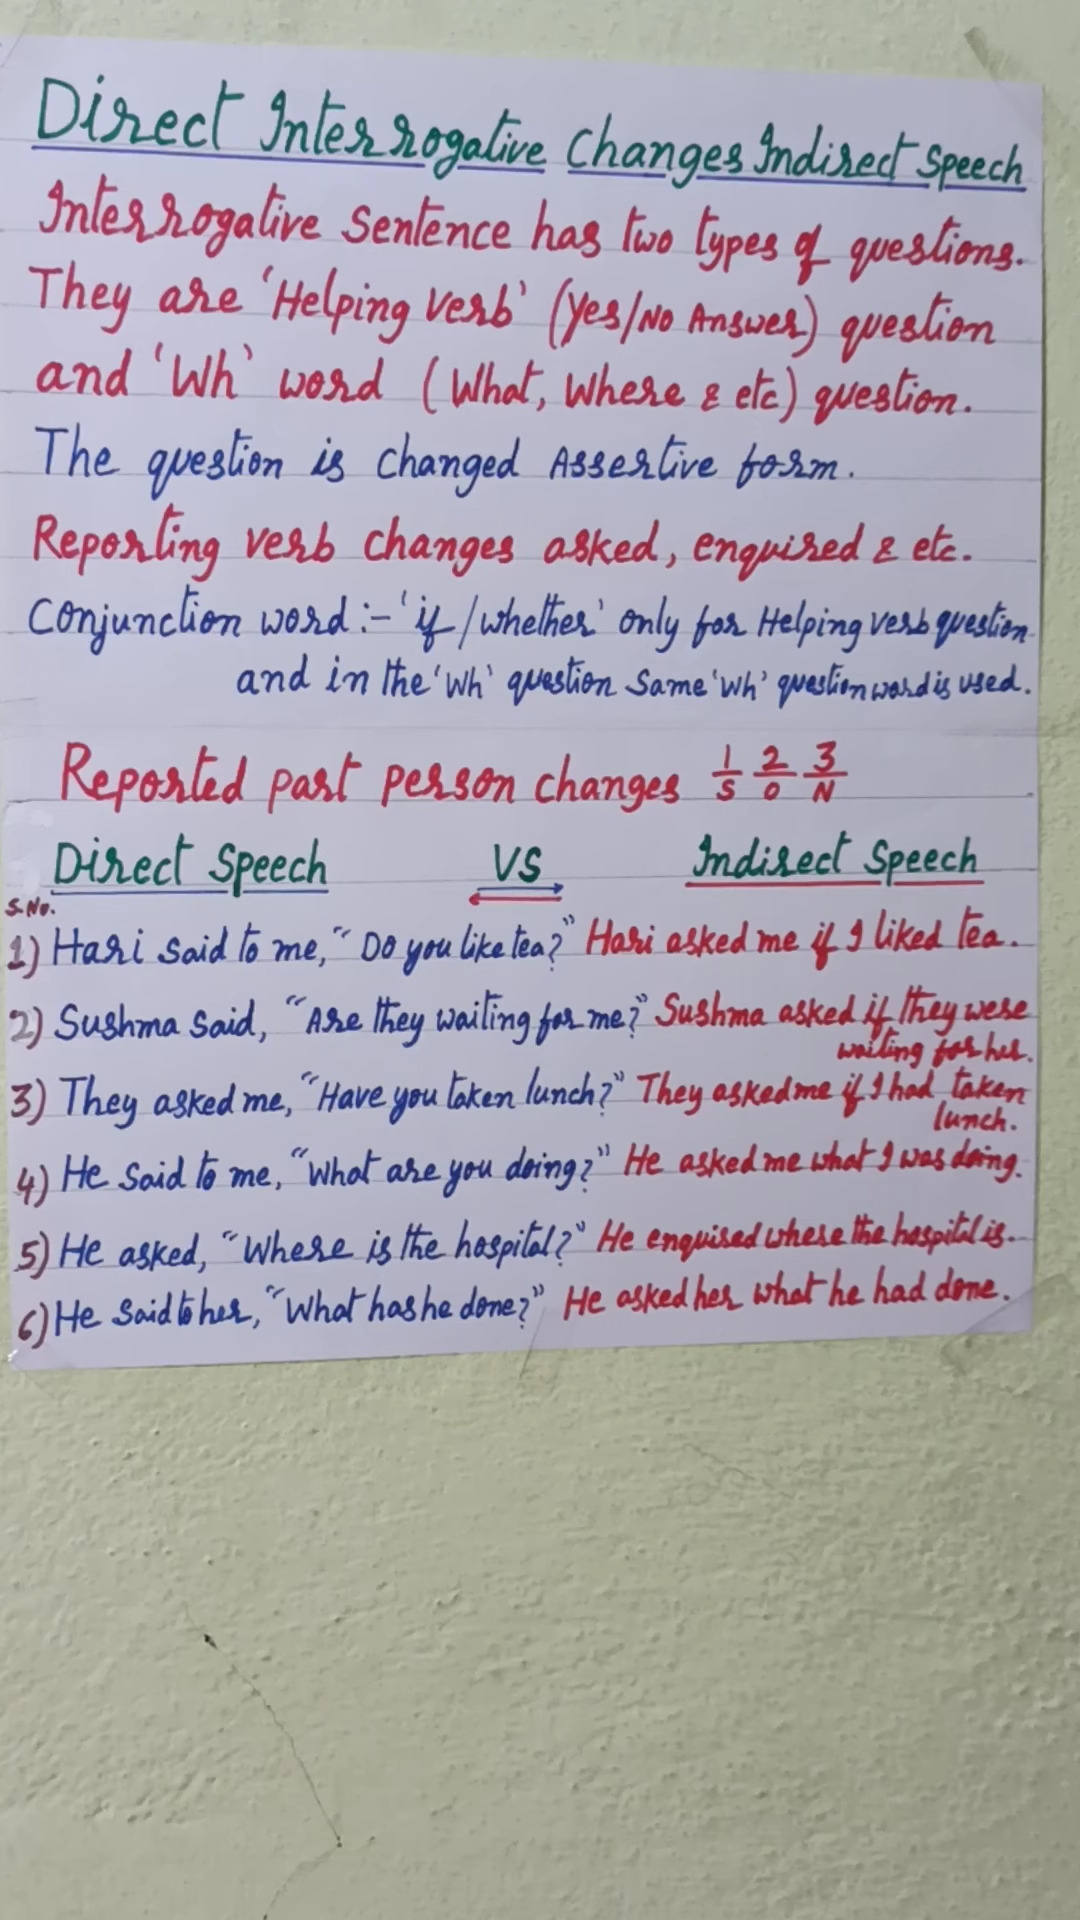 Direct Interrogative Changes Indirect Speech
Interrogative Sentence has two types of questions.
They are 'Helping verb' (Yes/No Answer) question
and 'Wh' word (What, Where & etc) question.
The question is changed Assertive form.
Reporting verb changes asked, enquired & etc.
Conjunction word :- 'if/whether' only for Helping verb question
and in the 'Wh' question Same 'Wh' question word is used.
Reported part person changes 1/S 2/O 3/N
Direct Speech VS Indirect Speech
S.No.
1) Hari said to me, "Do you like tea?" Hari asked me if I liked tea.
2) Sushma said, "Are they waiting for me?" Sushma asked if they were
waiting for her.
3) They asked me, "Have you taken lunch?" They asked me if I had taken
lunch.
4) He said to me, "What are you doing?" He asked me what I was doing.
5) He asked, "Where is the hospital?" He enquired where the hospital is.
6) He said to her, "What has he done?" He asked her what he had done.